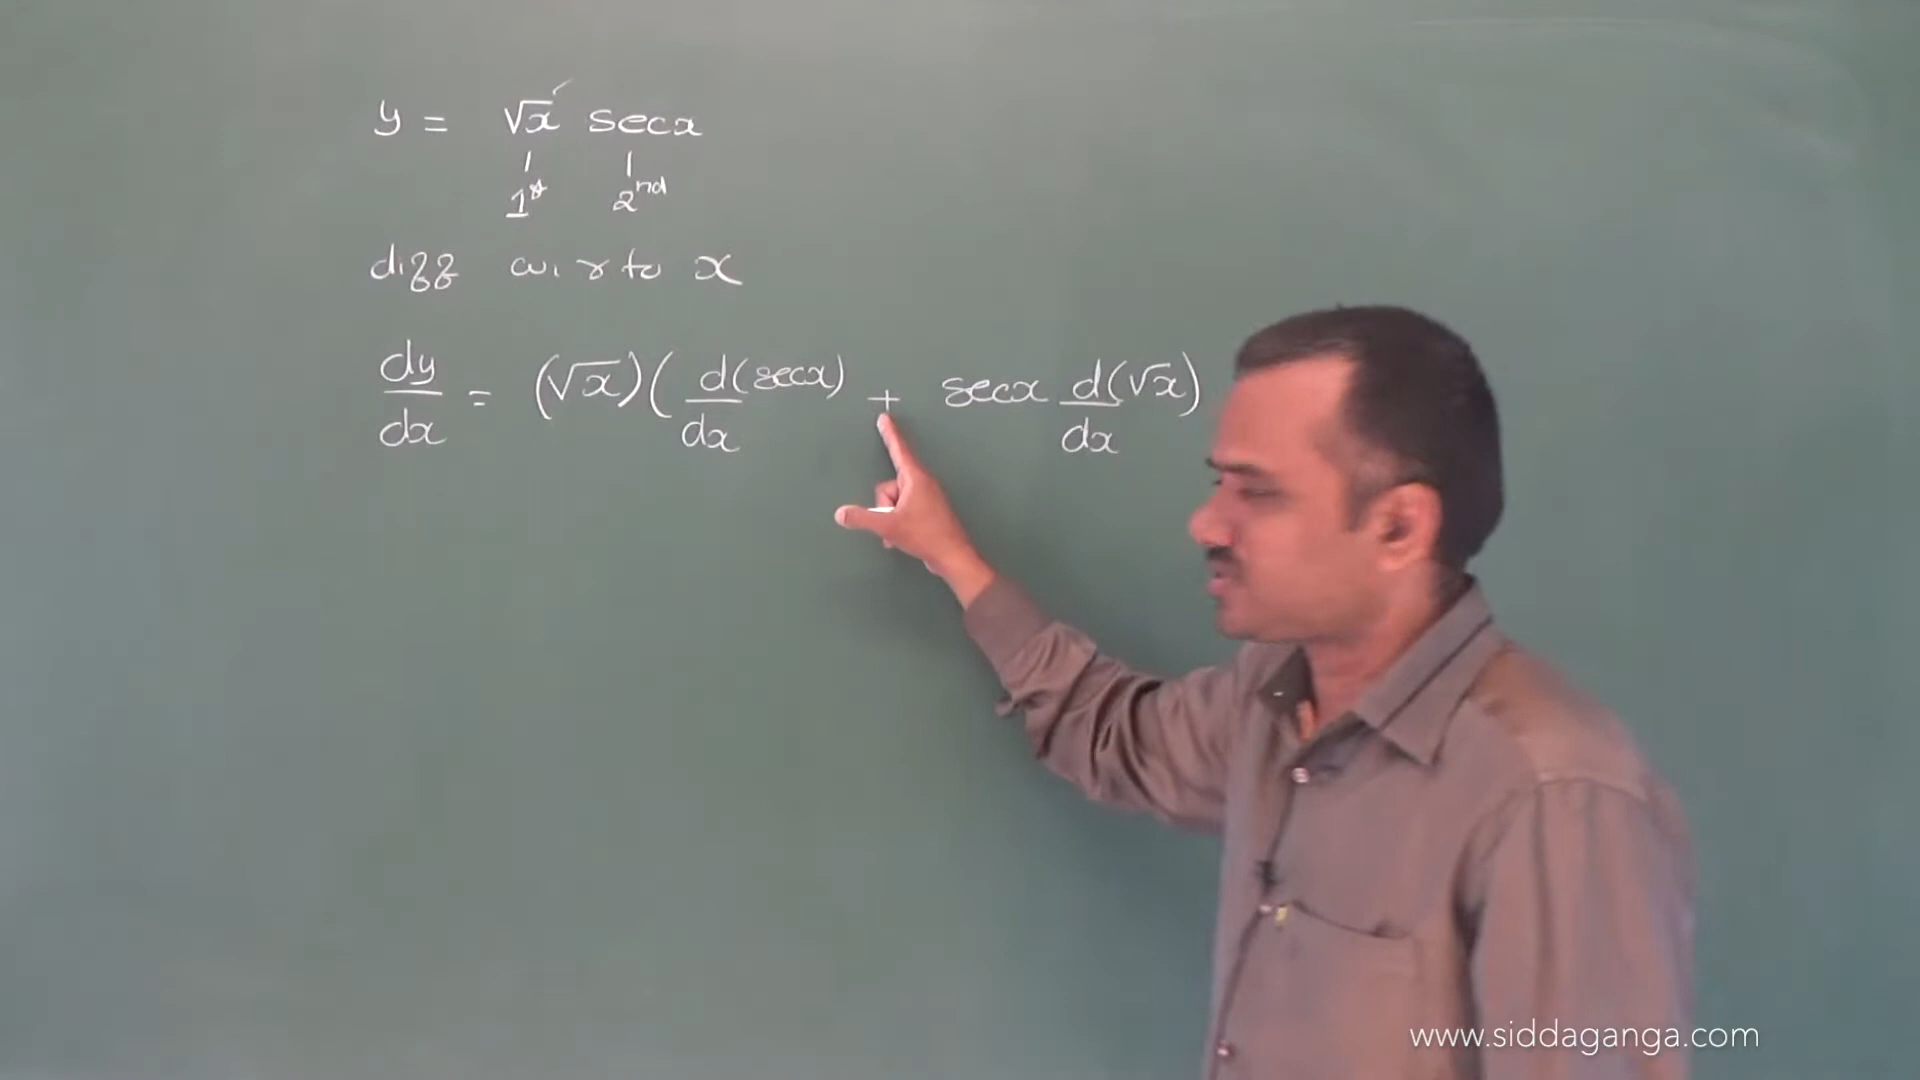 y = √x secx
1st 2nd
diff w.r to x
dy/dx = (√x)( d(secx)/dx + secx d(√x)/dx
www.siddaganga.com